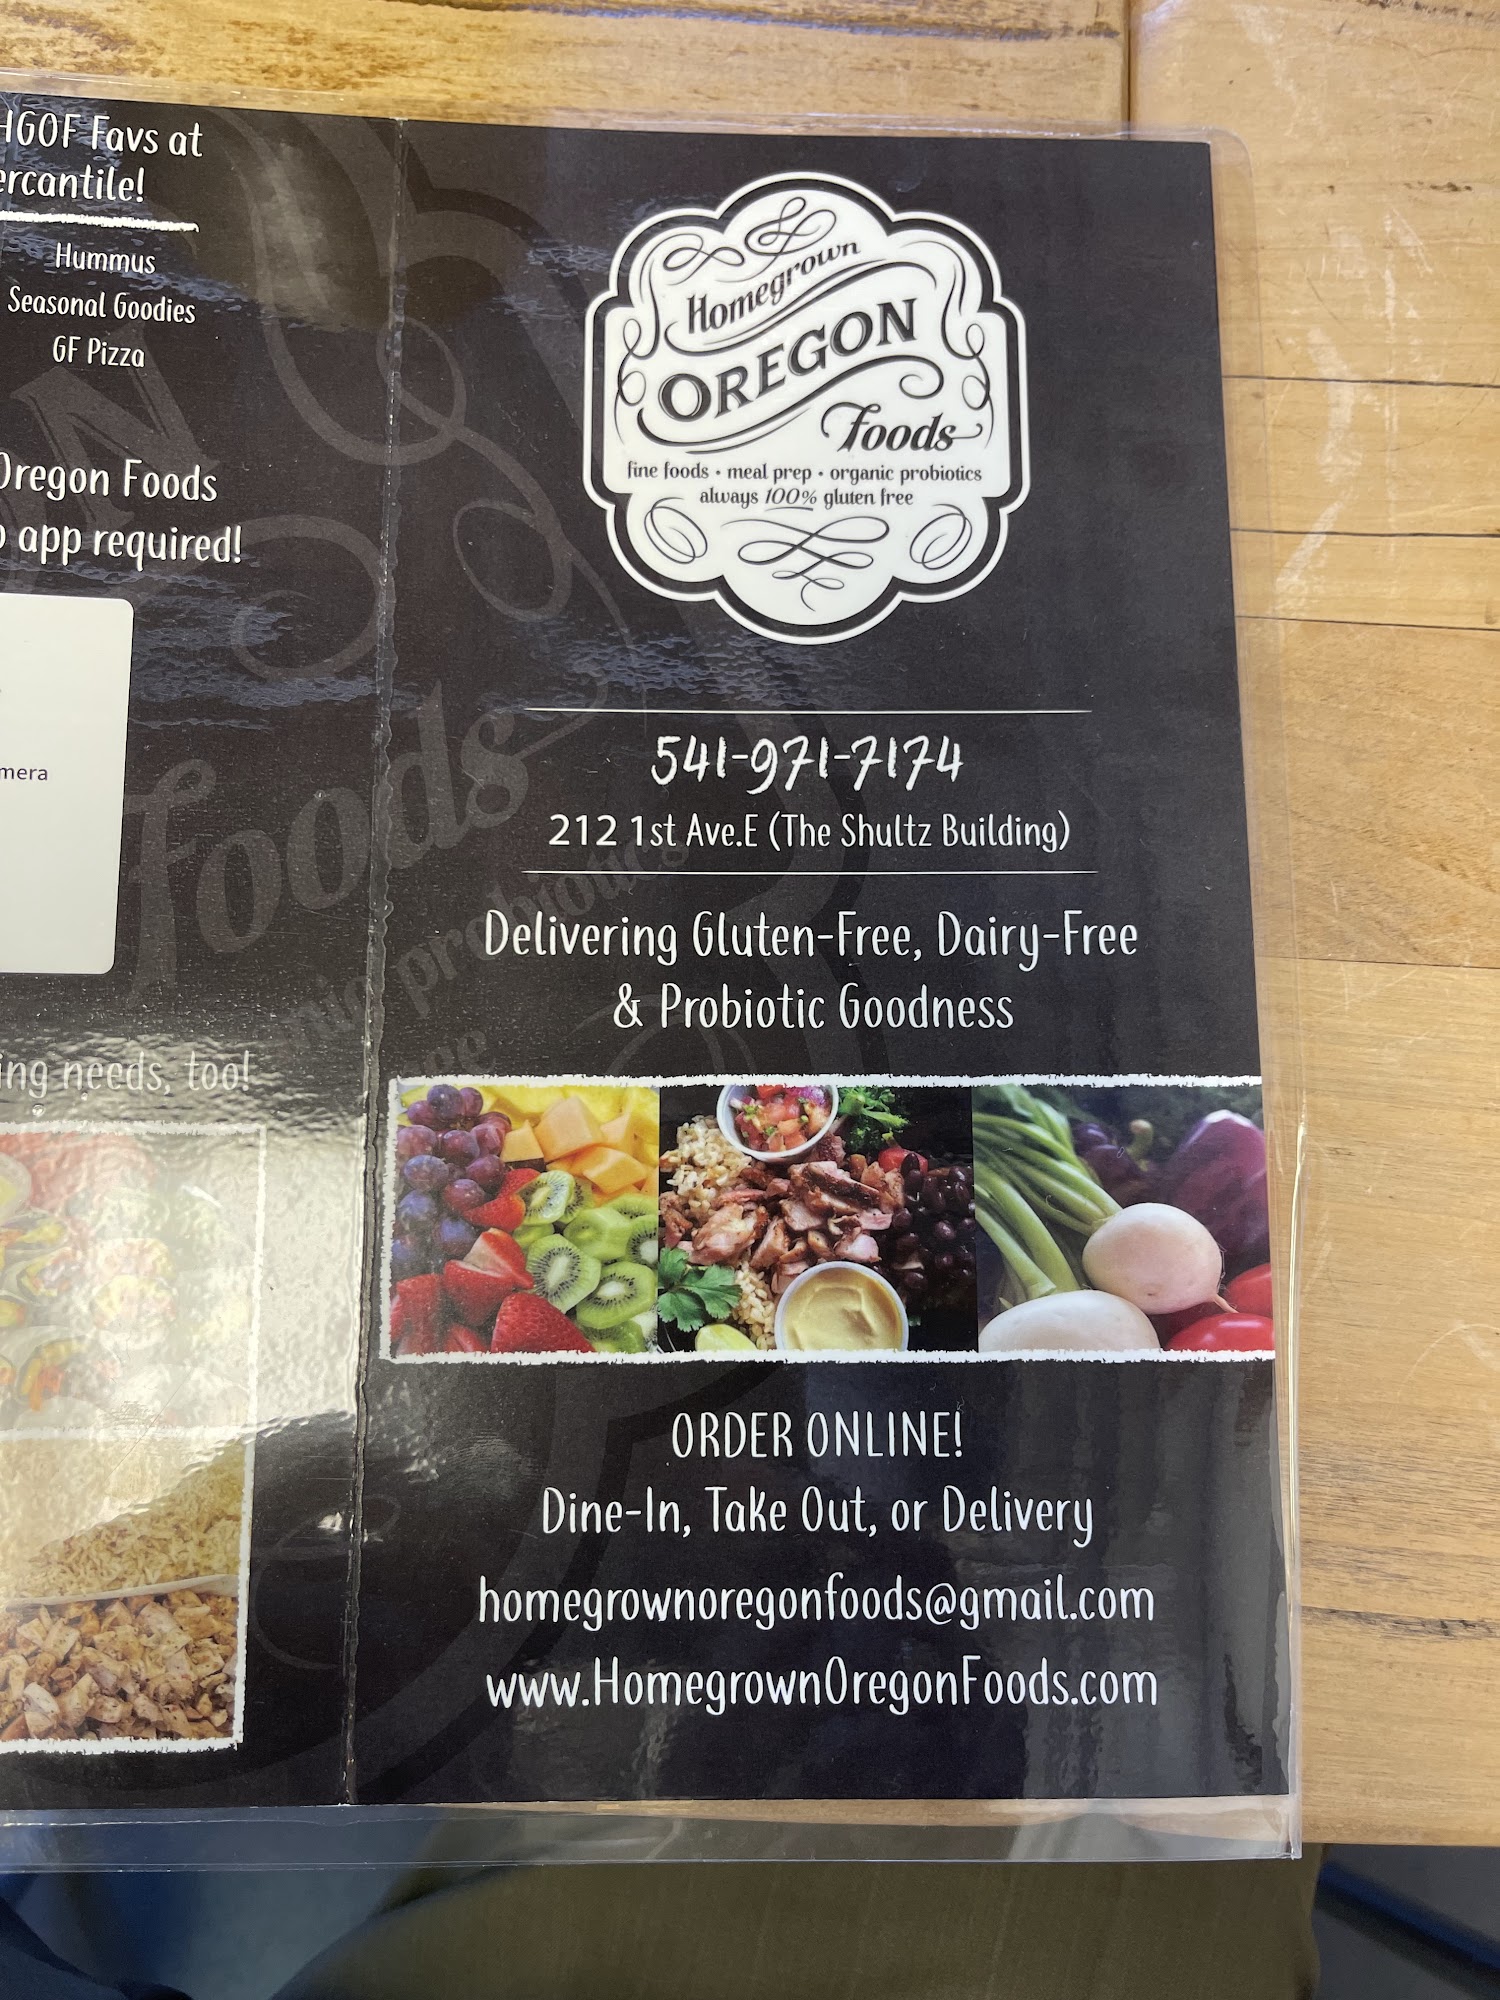 HGOF Favs at
Hummus
Seasonal Goodies
GF Pizza
Oregon Foods
app required!
needs, too!
Homegrown
OREGON
Foods
fine foods • meal prep • organic probiotics
always 100% gluten free
541-971-7174
212 1st Ave.E (The Shultz Building)
Delivering Gluten-Free, Dairy-Free
& Probiotic Goodness
ORDER ONLINE!
Dine-In, Take Out, or Delivery
homegrownoregonfoods@gmail.com
www.HomegrownOregonFoods.com